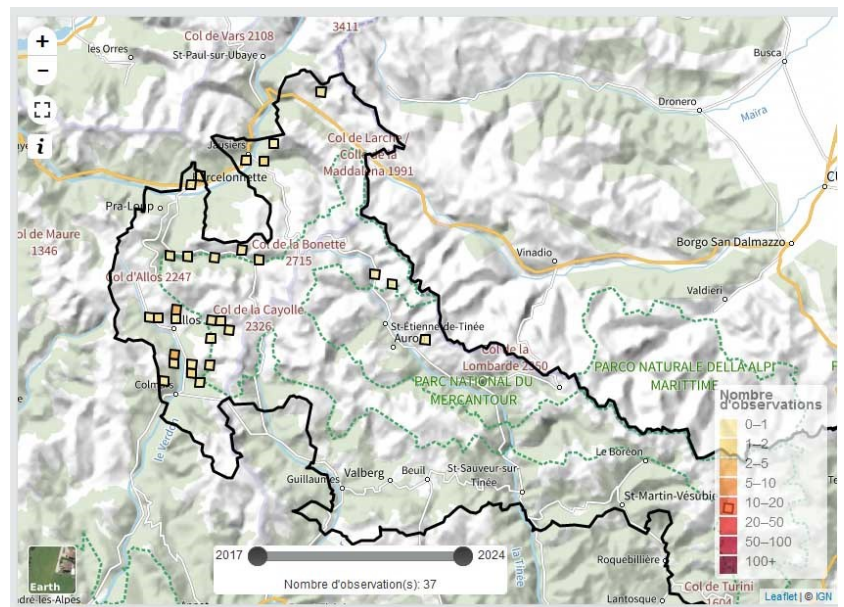 3411
Col de Vars 2108
les Orres
St-Paul-sur-Ubaye
Busca
Dronero
Maïra
Jausiers
Col de Larche /
Colle de la
Maddalena 1991
Barcelonnette
Pra-Loup
Col de Maure
1346
Col de la Bonette
2715
Borgo San Dalmazzo
Vinadio
Col d'Allos 2247
Valdieri
Col de la Cayolle
2326
Allos
St-Etienne-de-Tinée
Auron
Col de la
Lombarde 2350
PARCO NATURALE DELLA ALPI
MARITTIME
PARC NATIONAL DU
MERCANTOUR
Colmars
le Verdon
Nombre
d'observations
0–1
1–2
2–5
5–10
10–20
20–50
50–100
100+
Le Boréon
Guillaumes
Valberg
Beuil
St-Sauveur-sur-
Tinée
St-Martin-Vésubie
Roquebillière
la Tinée
Lantosque
Col de Turini
1604
2017
2024
Nombre d'observation(s): 37
Earth
Leaflet | © IGN